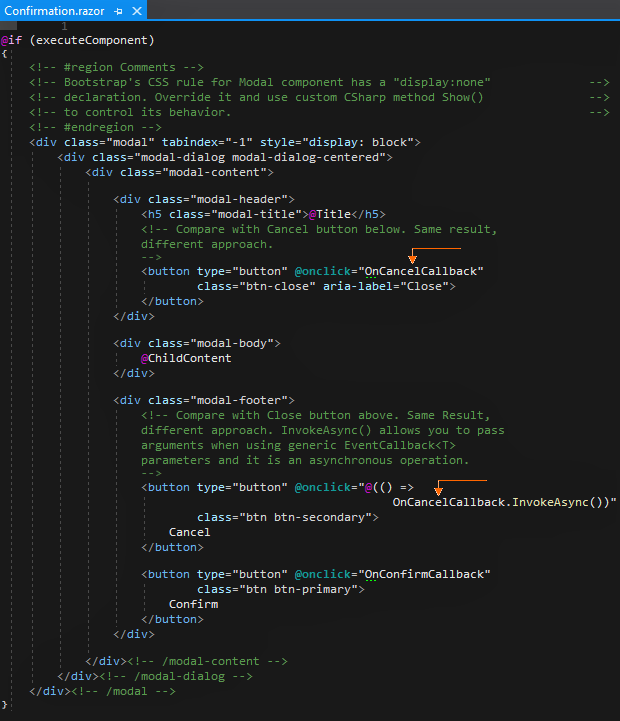 Confirmation.razor
1
@if (executeComponent)
{
<!-- #region Comments -->
<!-- Bootstrap's CSS rule for Modal component has a "display:none" -->
<!-- declaration. Override it and use custom CSharp method Show() -->
<!-- to control its behavior. -->
<!-- #endregion -->
<div class="modal" tabindex="-1" style="display: block">
<div class="modal-dialog modal-dialog-centered">
<div class="modal-content">
<div class="modal-header">
<h5 class="modal-title">@Title</h5>
<!-- Compare with Cancel button below. Same result,
different approach.
-->
<button type="button" @onclick="OnCancelCallback"
class="btn-close" aria-label="Close">
</button>
</div>
<div class="modal-body">
@ChildContent
</div>
<div class="modal-footer">
<!-- Compare with Close button above. Same Result,
different approach. InvokeAsync() allows you to pass
arguments when using generic EventCallback<T>
parameters and it is an asynchronous operation.
-->
<button type="button" @onclick="@(() =>
OnCancelCallback.InvokeAsync())"
class="btn btn-secondary">
Cancel
</button>
<button type="button" @onclick="OnConfirmCallback"
class="btn btn-primary">
Confirm
</button>
</div>
</div><!-- /modal-content -->
</div><!-- /modal-dialog -->
</div><!-- /modal -->
}